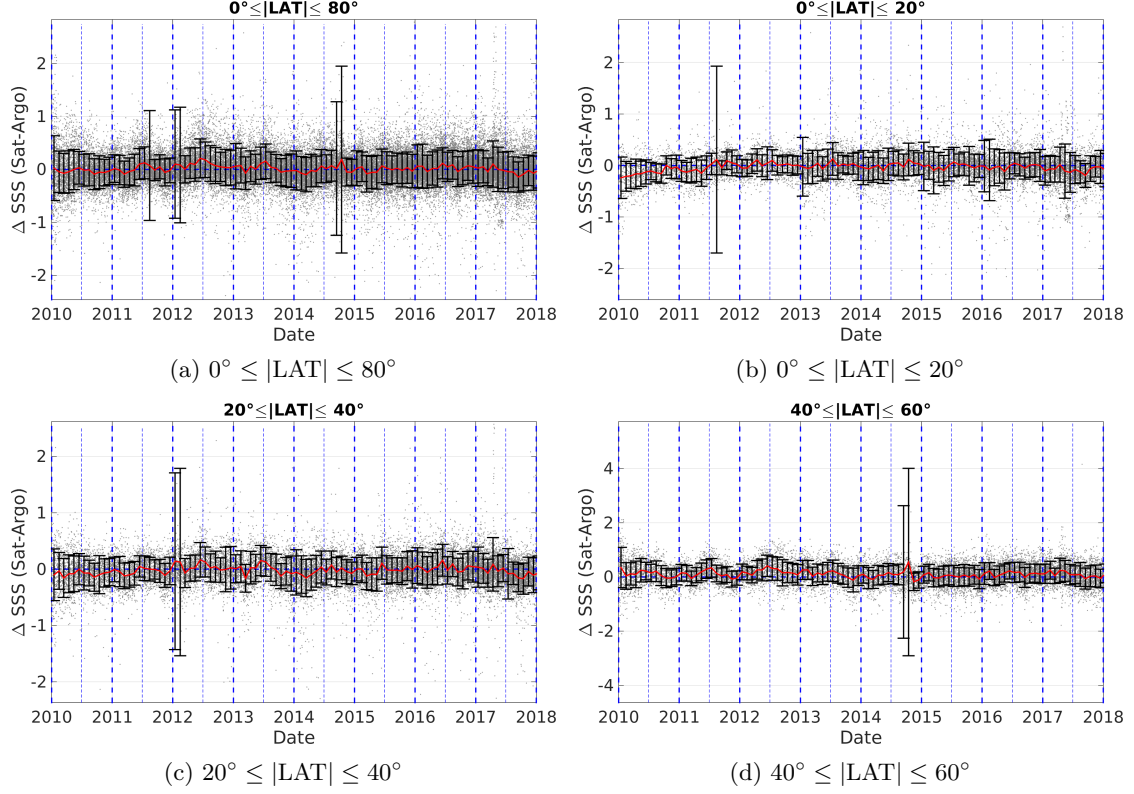 0°≤|LAT|≤ 80°
Δ SSS (Sat-Argo)
2
1
0
-1
-2
2010 2011 2012 2013 2014 2015 2016 2017 2018
Date
(a) 0° ≤ |LAT| ≤ 80°
0°≤|LAT|≤ 20°
Δ SSS (Sat-Argo)
2
1
0
-1
-2
2010 2011 2012 2013 2014 2015 2016 2017 2018
Date
(b) 0° ≤ |LAT| ≤ 20°
20°≤|LAT|≤ 40°
Δ SSS (Sat-Argo)
2
1
0
-1
-2
2010 2011 2012 2013 2014 2015 2016 2017 2018
Date
(c) 20° ≤ |LAT| ≤ 40°
40°≤|LAT|≤ 60°
Δ SSS (Sat-Argo)
4
2
0
-2
-4
2010 2011 2012 2013 2014 2015 2016 2017 2018
Date
(d) 40° ≤ |LAT| ≤ 60°